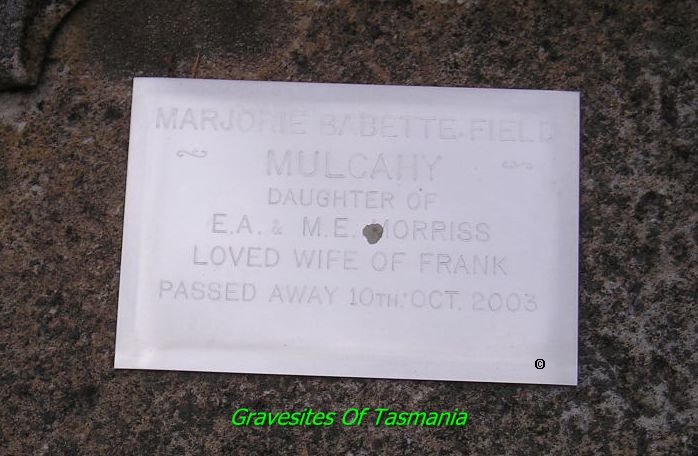 MARJORIE BABETTE FIELD
MULCAHY
DAUGHTER OF
E.A. & M.E. MORRISS
LOVED WIFE OF FRANK
PASSED AWAY 10TH. OCT. 2003
©
Gravesites Of Tasmania